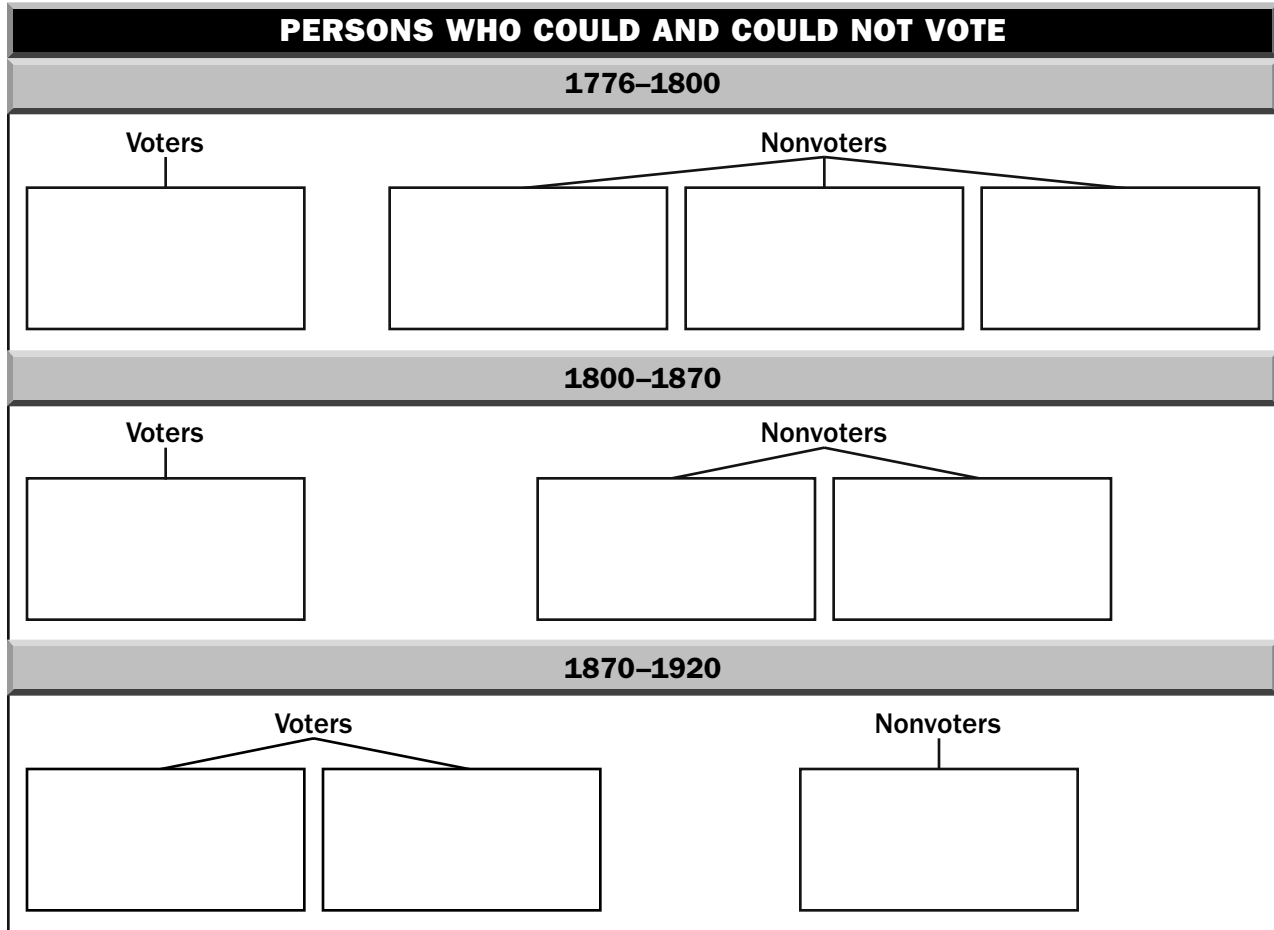 PERSONS WHO COULD AND COULD NOT VOTE
1776–1800
Voters
Nonvoters
1800–1870
Voters
Nonvoters
1870–1920
Voters
Nonvoters